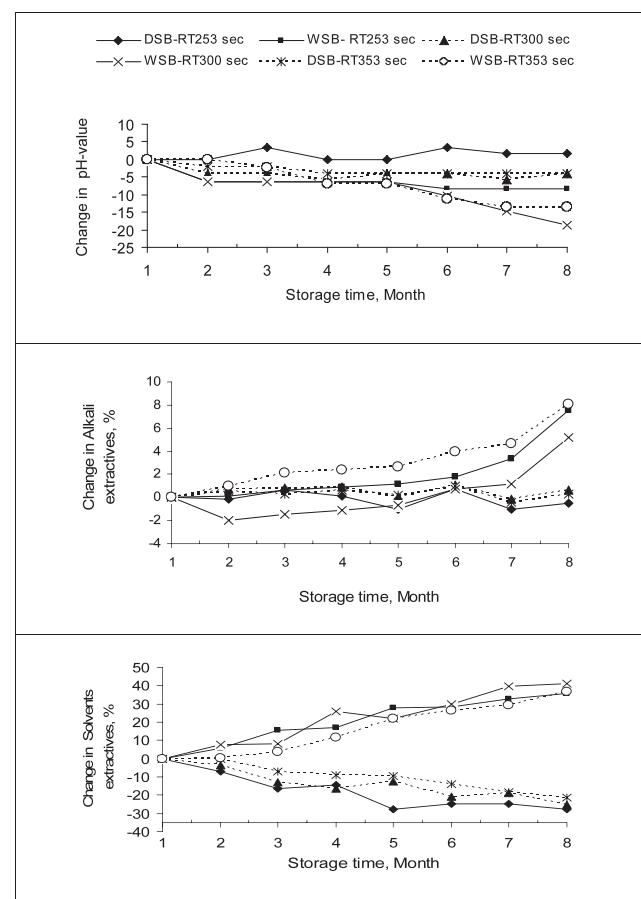 DSB-RT253 sec WSB- RT253 sec DSB-RT300 sec
WSB-RT300 sec DSB-RT353 sec WSB-RT353 sec
Change in pH-value
10
5
0
-5
-10
-15
-20
-25
1 2 3 4 5 6 7 8
Storage time, Month
Change in Alkali
extractives, %
10
8
6
4
2
0
-2
-4
1 2 3 4 5 6 7 8
Storage time, Month
Change in Solvents
extractives, %
50
40
30
20
10
0
-10
-20
-30
-40
1 2 3 4 5 6 7 8
Storage time, Month